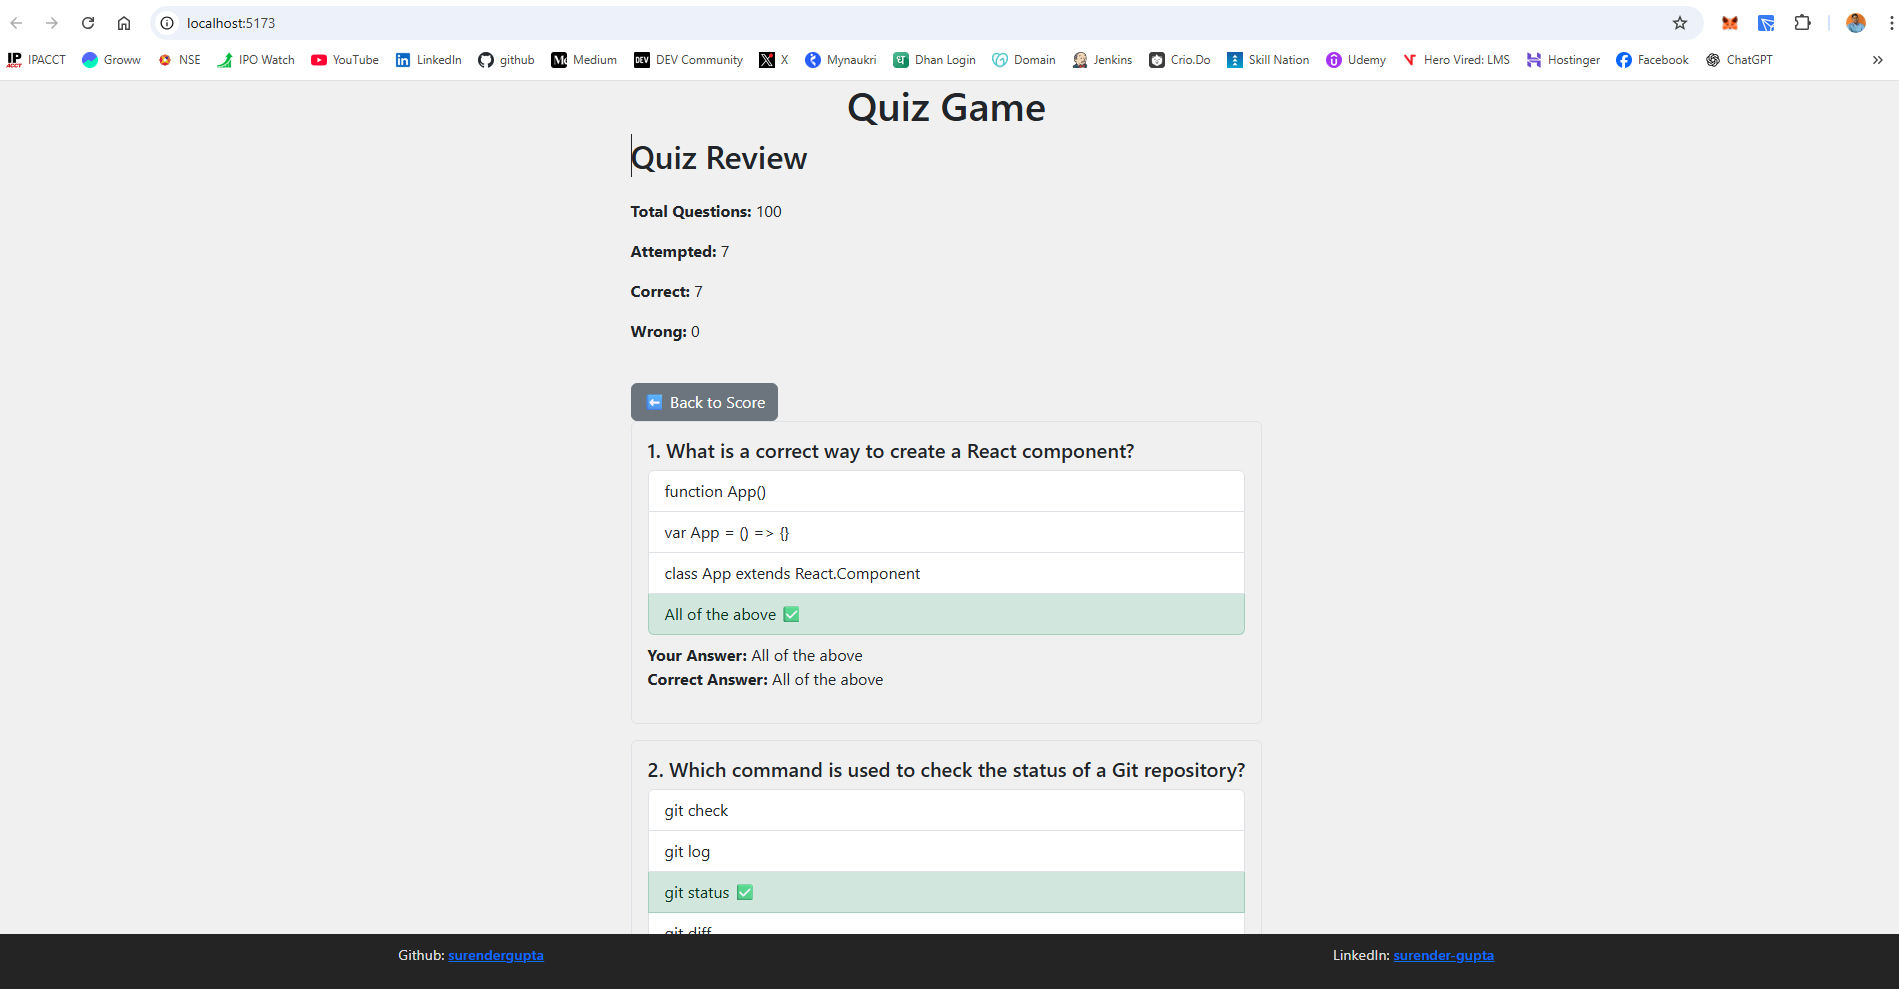 localhost:5173
IPACCT Groww NSE IPO Watch YouTube LinkedIn github Medium DEV Community X Mynaukri Dhan Login Domain Jenkins Crio.Do Skill Nation Udemy Hero Vired: LMS Hostinger Facebook ChatGPT »
Quiz Game
Quiz Review
Total Questions: 100
Attempted: 7
Correct: 7
Wrong: 0
Back to Score
1. What is a correct way to create a React component?
function App()
var App = () => {}
class App extends React.Component
All of the above
Your Answer: All of the above
Correct Answer: All of the above
2. Which command is used to check the status of a Git repository?
git check
git log
git status
git diff
Github: surendergupta LinkedIn: surender-gupta